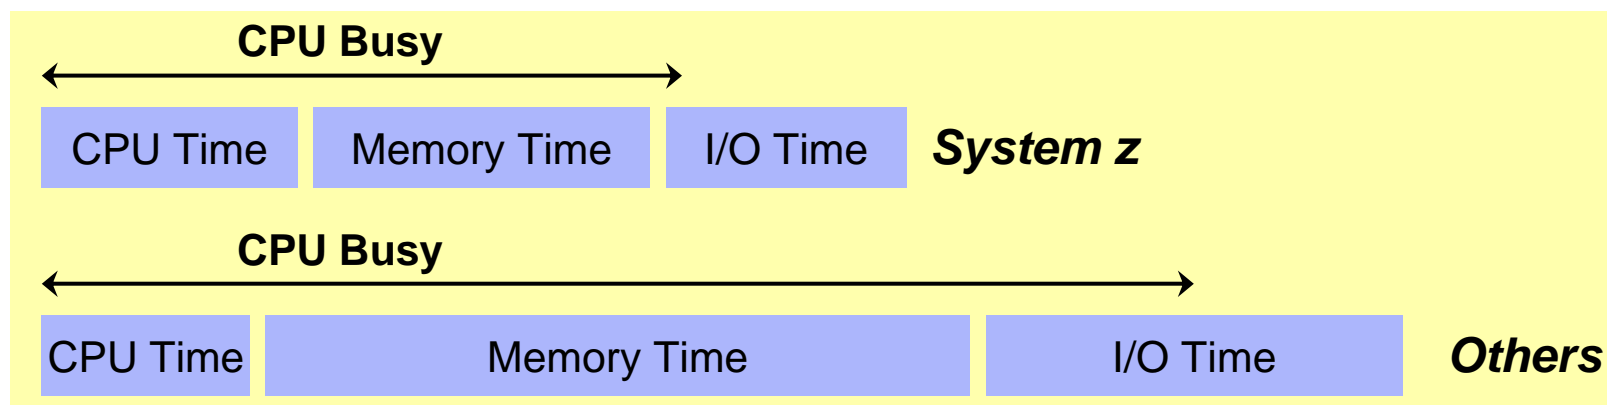 CPU Busy
CPU Time Memory Time I/O Time System z
CPU Busy
CPU Time Memory Time I/O Time Others